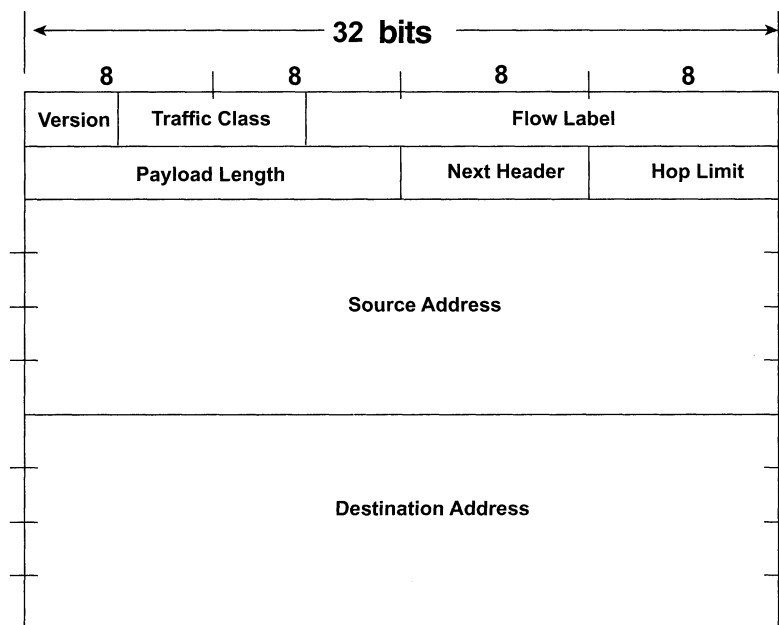 32 bits
8 8 8 8
Version Traffic Class Flow Label
Payload Length Next Header Hop Limit
Source Address
Destination Address